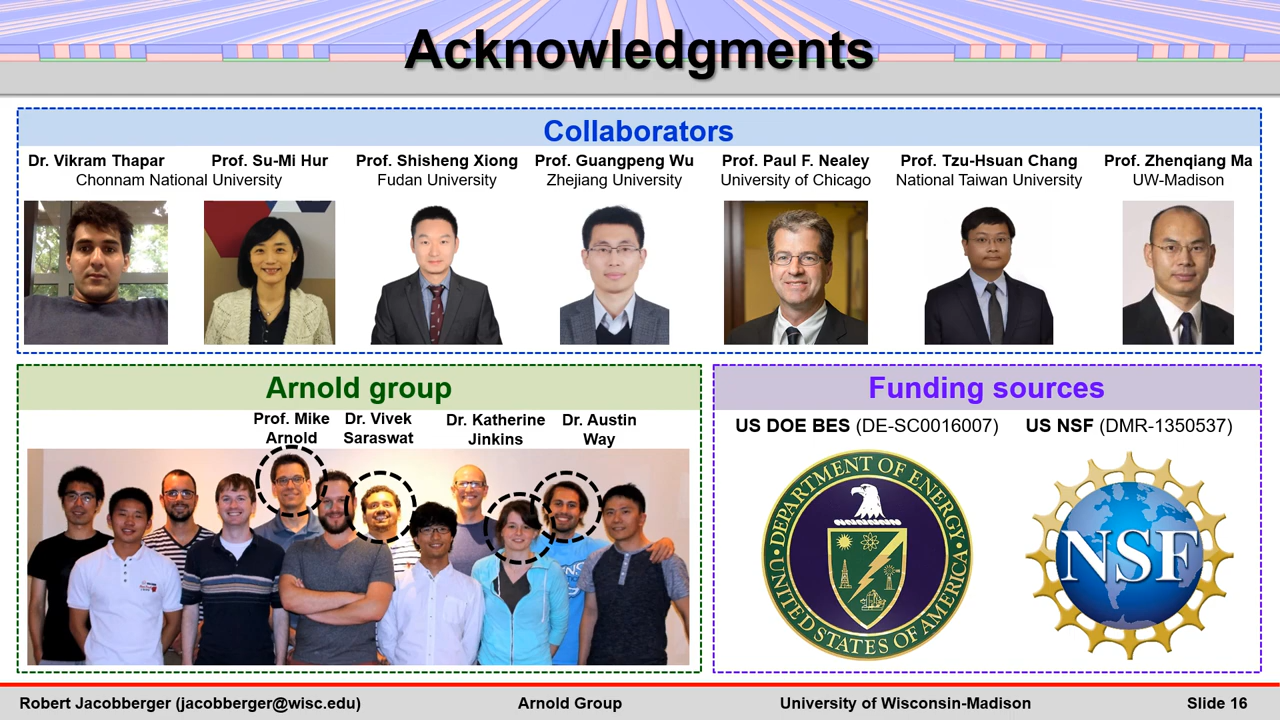 Acknowledgments
Collaborators
Dr. Vikram Thapar
Prof. Su-Mi Hur
Chonnam National University
Prof. Shisheng Xiong
Fudan University
Prof. Guangpeng Wu
Zhejiang University
Prof. Paul F. Nealey
University of Chicago
Prof. Tzu-Hsuan Chang
National Taiwan University
Prof. Zhenqiang Ma
UW-Madison
Arnold group
Prof. Mike
Arnold
Dr. Vivek
Saraswat
Dr. Katherine
Jinkins
Dr. Austin
Way
Funding sources
US DOE BES (DE-SC0016007)
US NSF (DMR-1350537)
DEPARTMENT OF ENERGY
UNITED STATES OF AMERICA
NSF
Robert Jacobberger (jacobberger@wisc.edu)
Arnold Group
University of Wisconsin-Madison
Slide 16